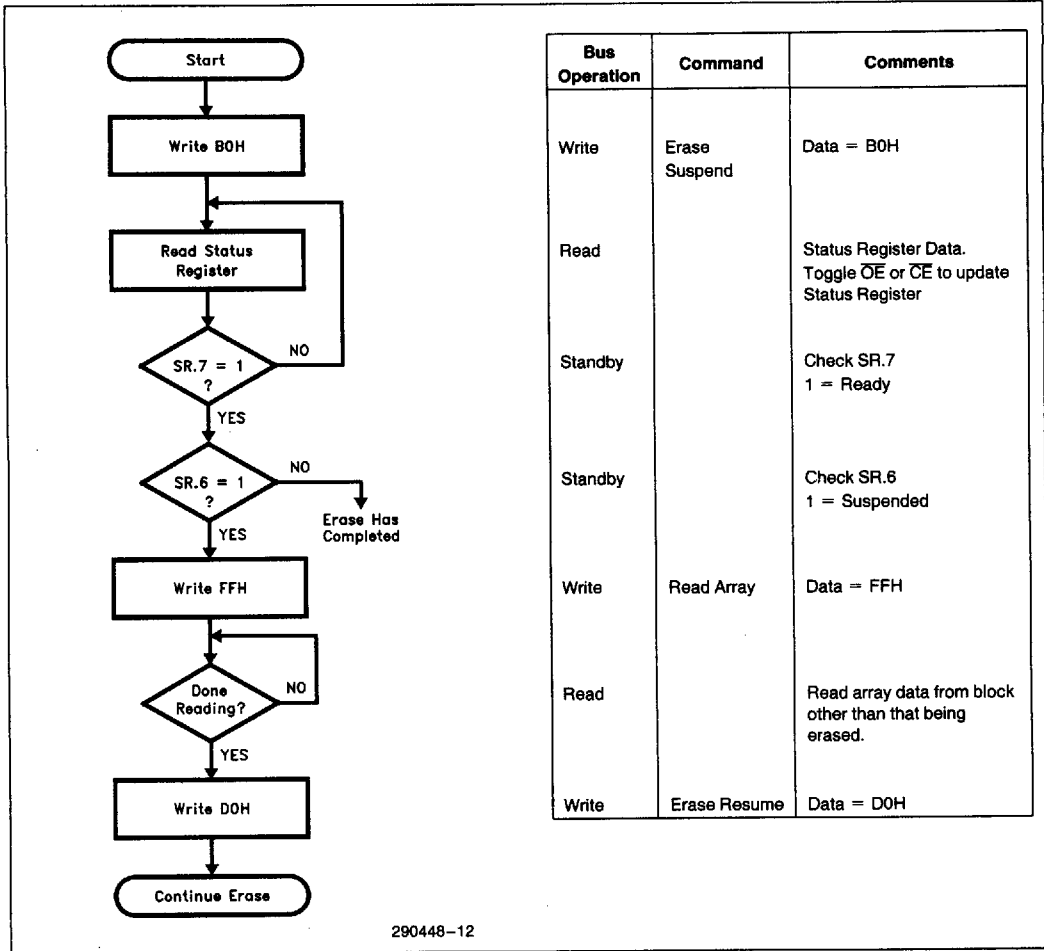 Start
Write B0H
Read Status
Register
SR.7 = 1
?
NO
YES
SR.6 = 1
?
NO
Erase Has
Completed
YES
Write FFH
Done
Reading?
NO
YES
Write D0H
Continue Erase
Bus
Operation
Command
Comments
Write
Erase
Suspend
Data = B0H
Read
Status Register Data.
Toggle O̅E̅ or C̅E̅ to update
Status Register
Standby
Check SR.7
1 = Ready
Standby
Check SR.6
1 = Suspended
Write
Read Array
Data = FFH
Read
Read array data from block
other than that being
erased.
Write
Erase Resume
Data = D0H
290448–12